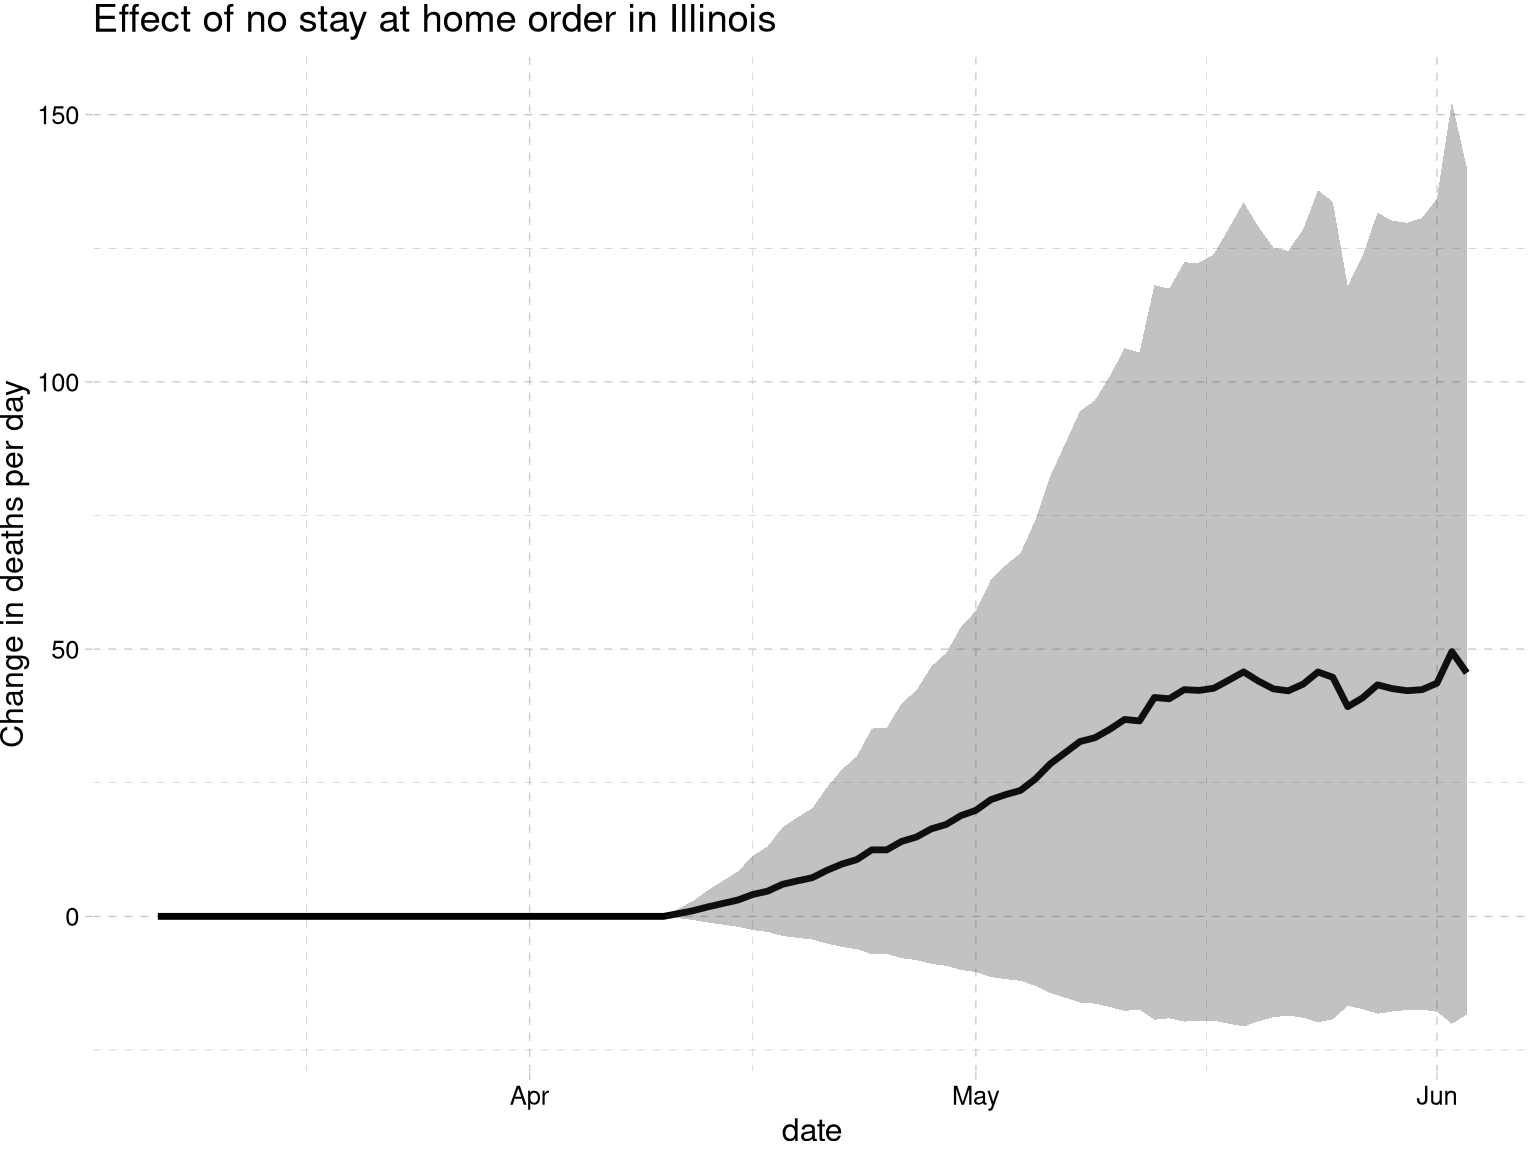 Effect of no stay at home order in Illinois
150
100
50
0
Change in deaths per day
Apr
May
Jun
date